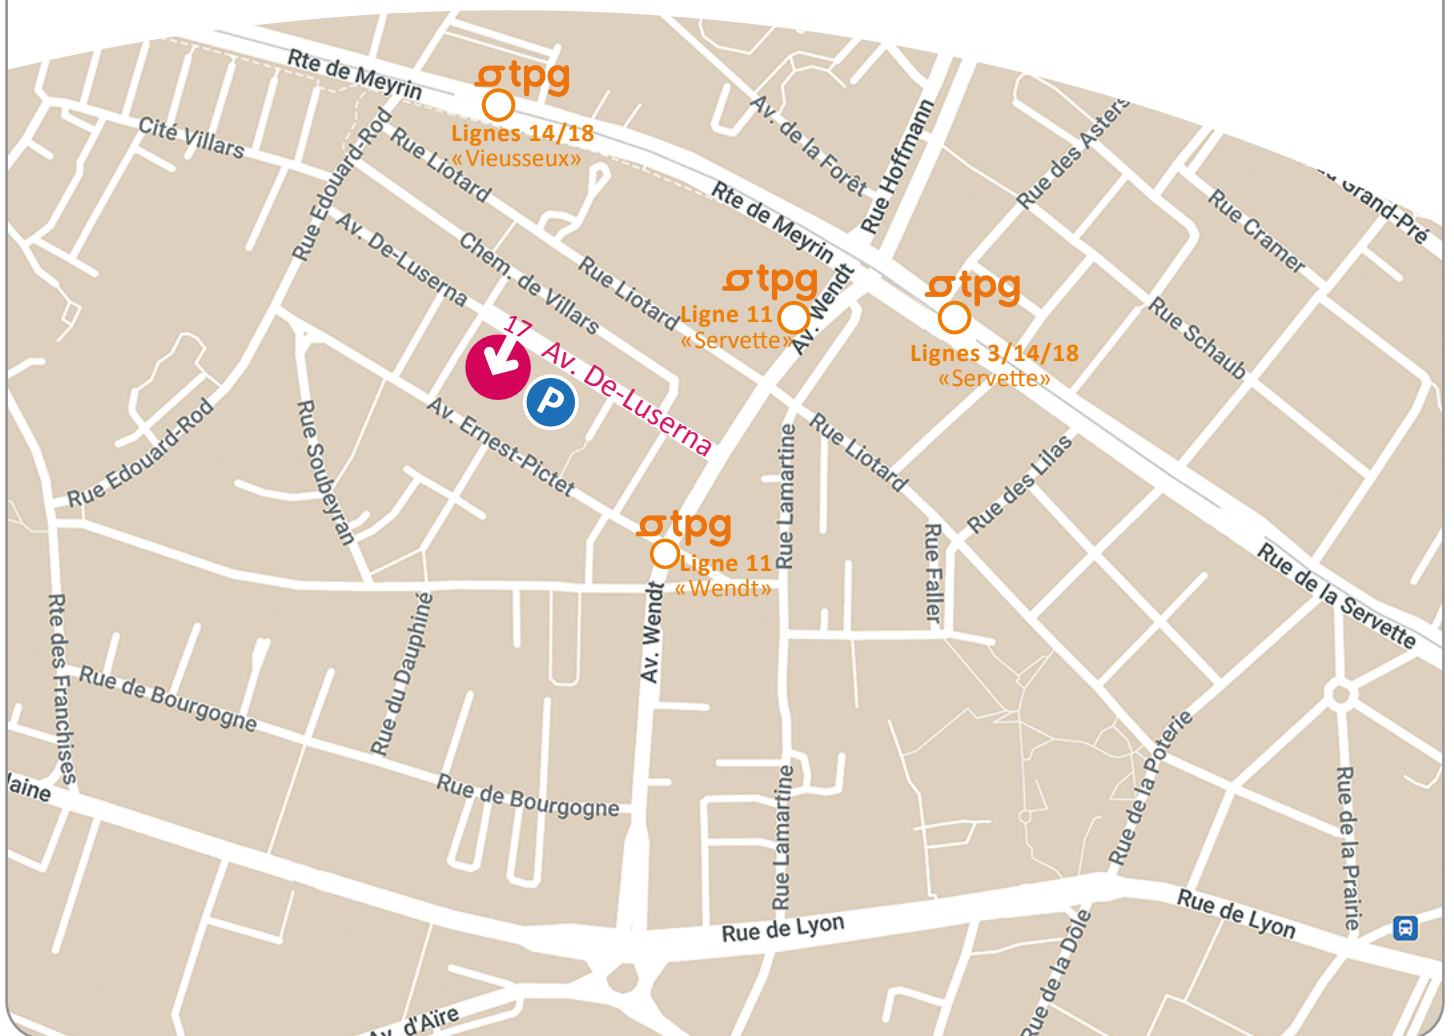 Rte de Meyrin
tpg
Lignes 14/18
«Vieusseux»
Cité Villars
Rue Edouard-Rod
Rue Liotard
Av. de la Forêt
Rue Hoffmann
Rue des Asters
Grand-Pré
Rue Cramer
Rte de Meyrin
Av. De-Luserna
Chem. de Villars
Rue Liotard
tpg
Ligne 11
«Servette»
Av. Wendt
tpg
Lignes 3/14/18
«Servette»
Rue Schaub
17 Av. De-Luserna
P
Av. Ernest-Pictet
Rue Edouard-Rod
Rue Soubeyran
Rue Lamartine
Rue Liotard
Rue des Lilas
tpg
Ligne 11
«Wendt»
Rue Faller
Rue de la Servette
Rte des Franchises
Rue du Dauphiné
Av. Wendt
Rue de Bourgogne
Rue de Bourgogne
laine
Rue Lamartine
Rue de la Poterie
Rue de la Prairie
Rue de Lyon
Rue de Lyon
Rue de la Dôle
Av. d'Aïre